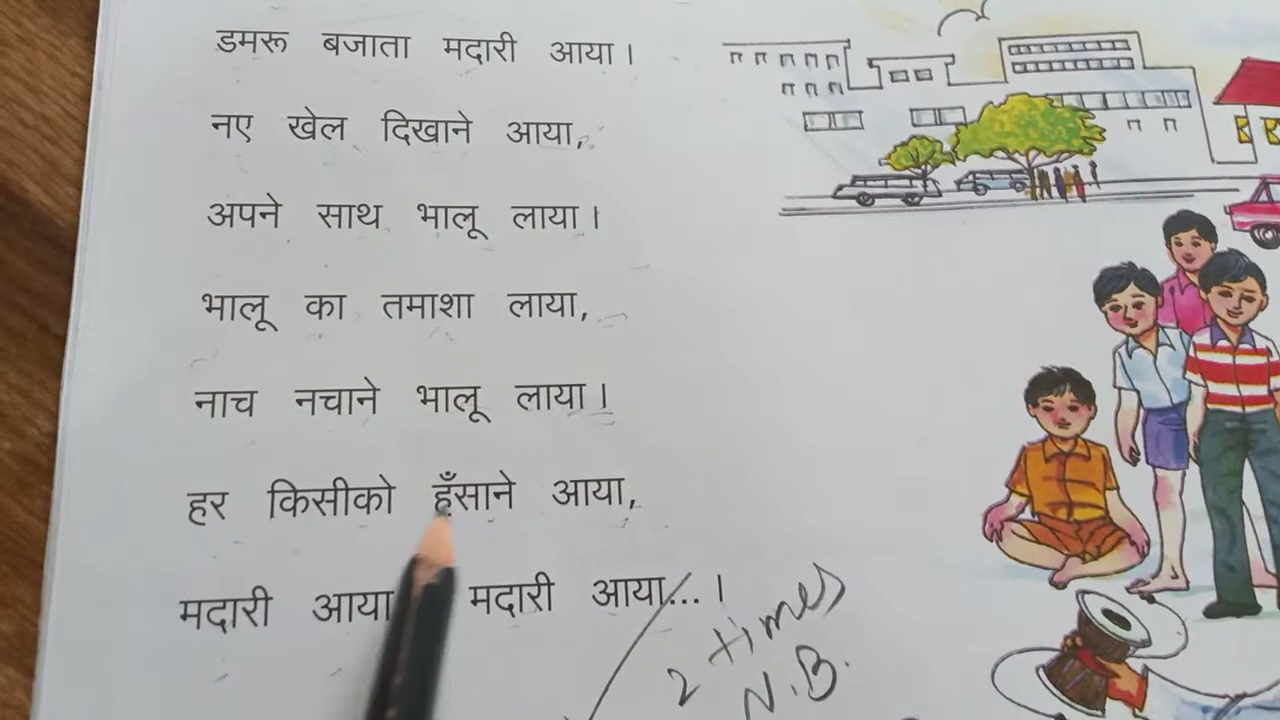 डमरू बजाता मदारी आया।
नए खेल दिखाने आया,
अपने साथ भालू लाया।
भालू का तमाशा लाया,
नाच नचाने भालू लाया।
हर किसीको हँसाने आया,
मदारी आया मदारी आया...।
2 times
N.B.